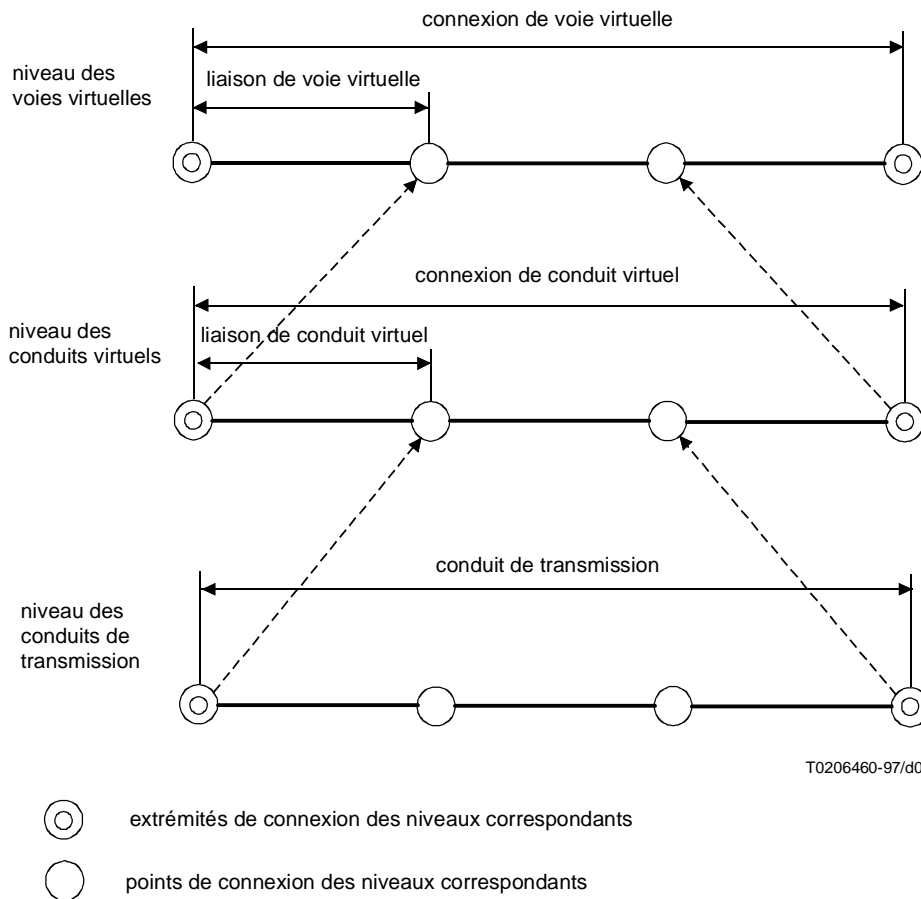 connexion de voie virtuelle
niveau des
voies virtuelles
liaison de voie virtuelle
connexion de conduit virtuel
niveau des
conduits virtuels
liaison de conduit virtuel
conduit de transmission
niveau des
conduits de
transmission
T0206460-97/d0
extrémités de connexion des niveaux correspondants
points de connexion des niveaux correspondants